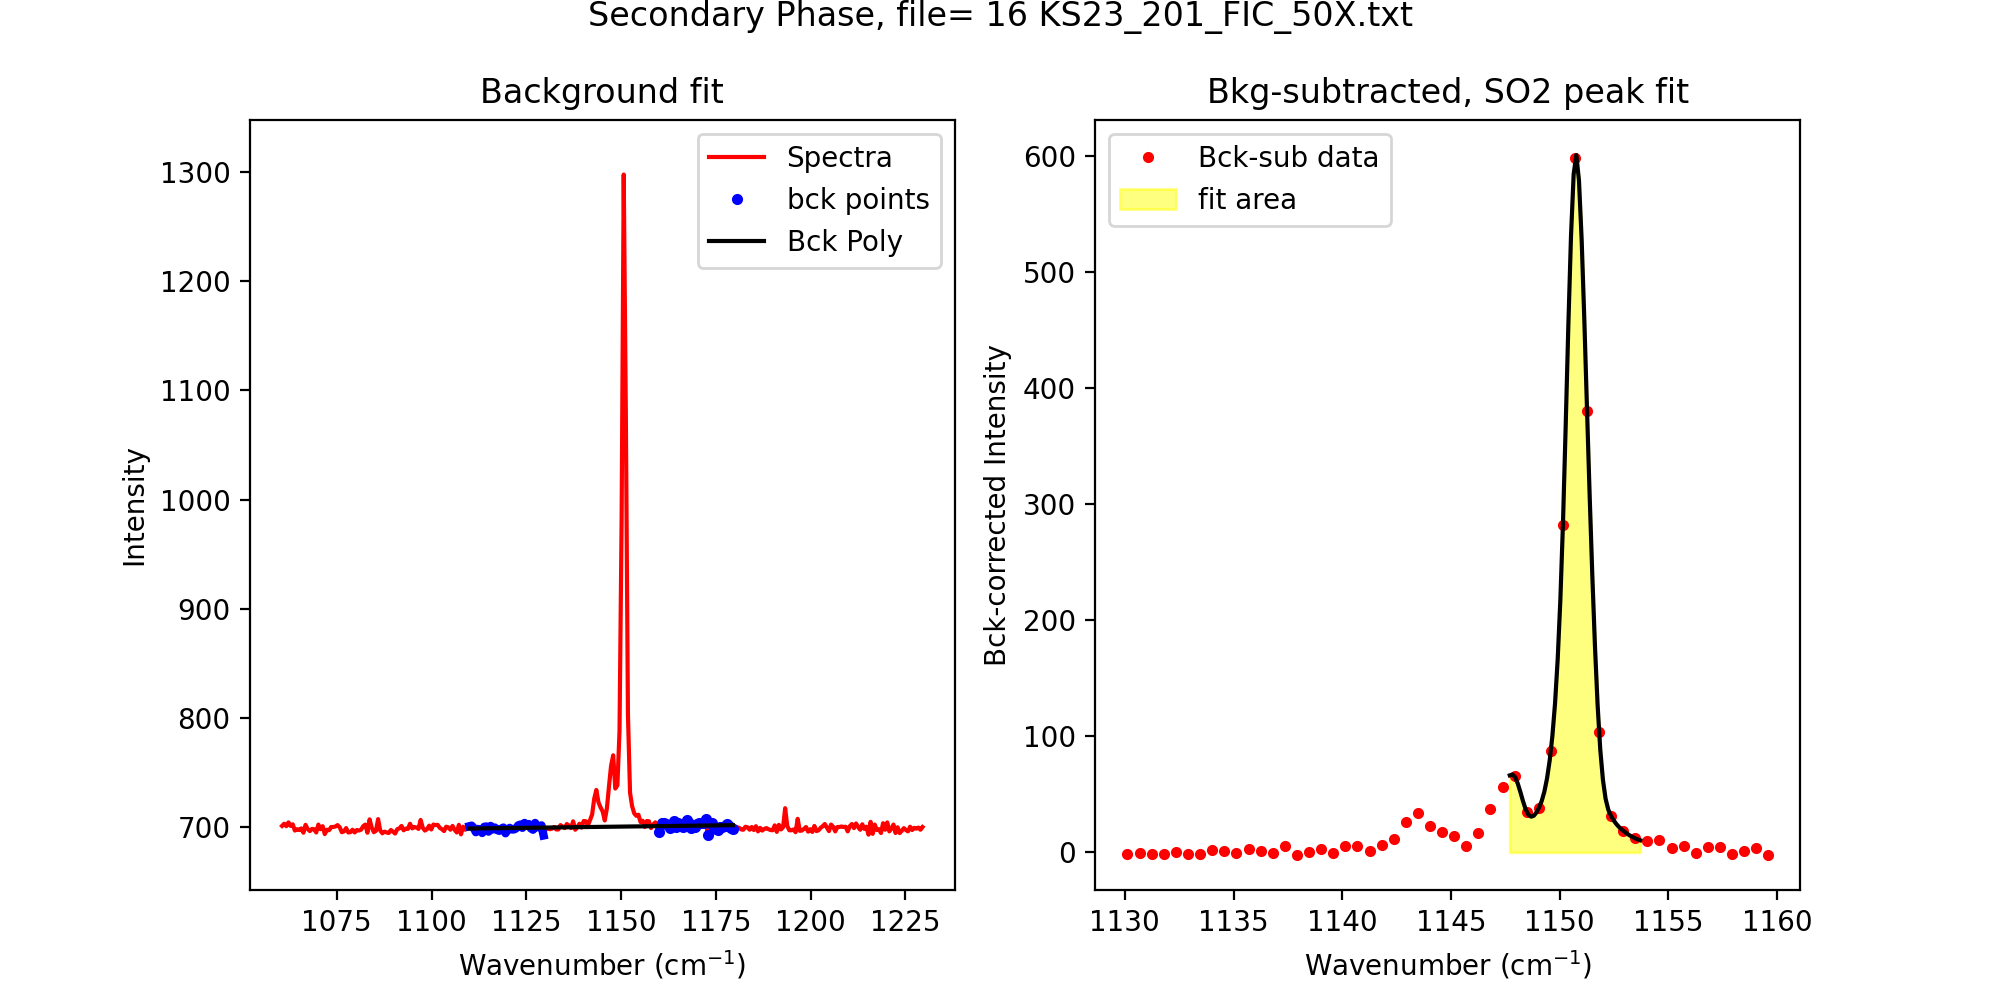 Secondary Phase, file= 16 KS23_201_FIC_50X.txt
Background fit
Spectra
bck points
Bck Poly
1300
1200
1100
1000
900
800
700
Intensity
1075 1100 1125 1150 1175 1200 1225
Wavenumber (cm⁻¹)
Bkg-subtracted, SO2 peak fit
Bck-sub data
fit area
600
500
400
300
200
100
0
Bck-corrected Intensity
1130 1135 1140 1145 1150 1155 1160
Wavenumber (cm⁻¹)